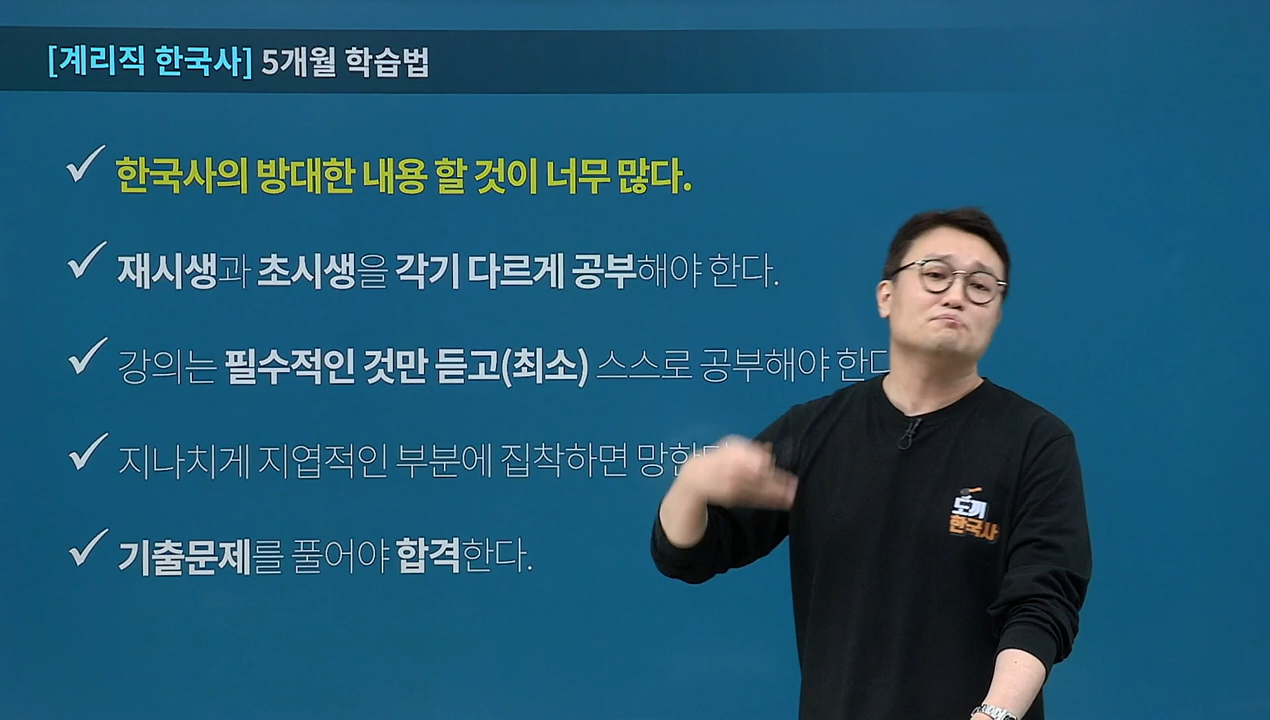 [계리직 한국사] 5개월 학습법
한국사의 방대한 내용 할 것이 너무 많다.
재시생과 초시생을 각기 다르게 공부해야 한다.
강의는 필수적인 것만 듣고(최소) 스스로 공부해야 한다
지나치게 지엽적인 부분에 집착하면 망한
기출문제를 풀어야 합격한다.
도끼
한국사